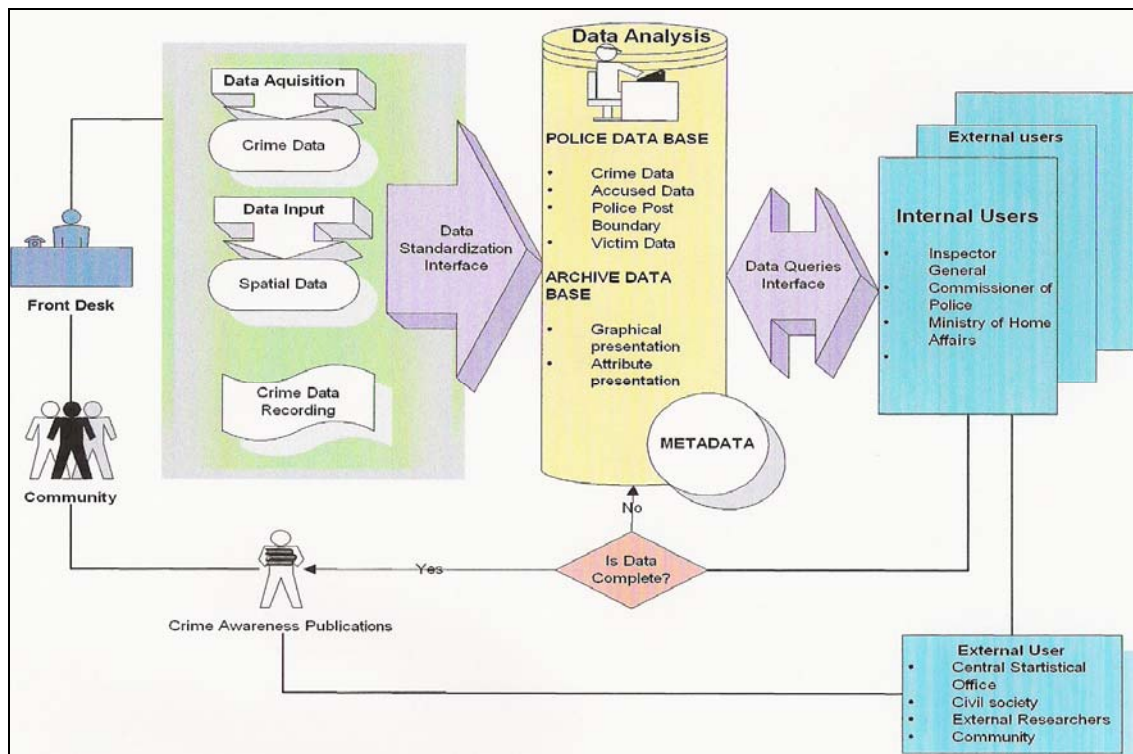 Data Aquisition
Crime Data
Data Input
Spatial Data
Crime Data
Recording
Front Desk
Community
Data
Standardization
Interface
Data Analysis
POLICE DATA BASE
• Crime Data
• Accused Data
• Police Post
Boundary
• Victim Data
ARCHIVE DATA
BASE
• Graphical
presentation
• Attribute
presentation
METADATA
Data Queries
Interface
External users
Internal Users
• Inspector
General
• Commissioner of
Police
• Ministry of Home
Affairs
•
No
Is Data
Complete?
Yes
Crime Awareness Publications
External User
• Central Startistical
Office
• Civil society
• External Researchers
• Community